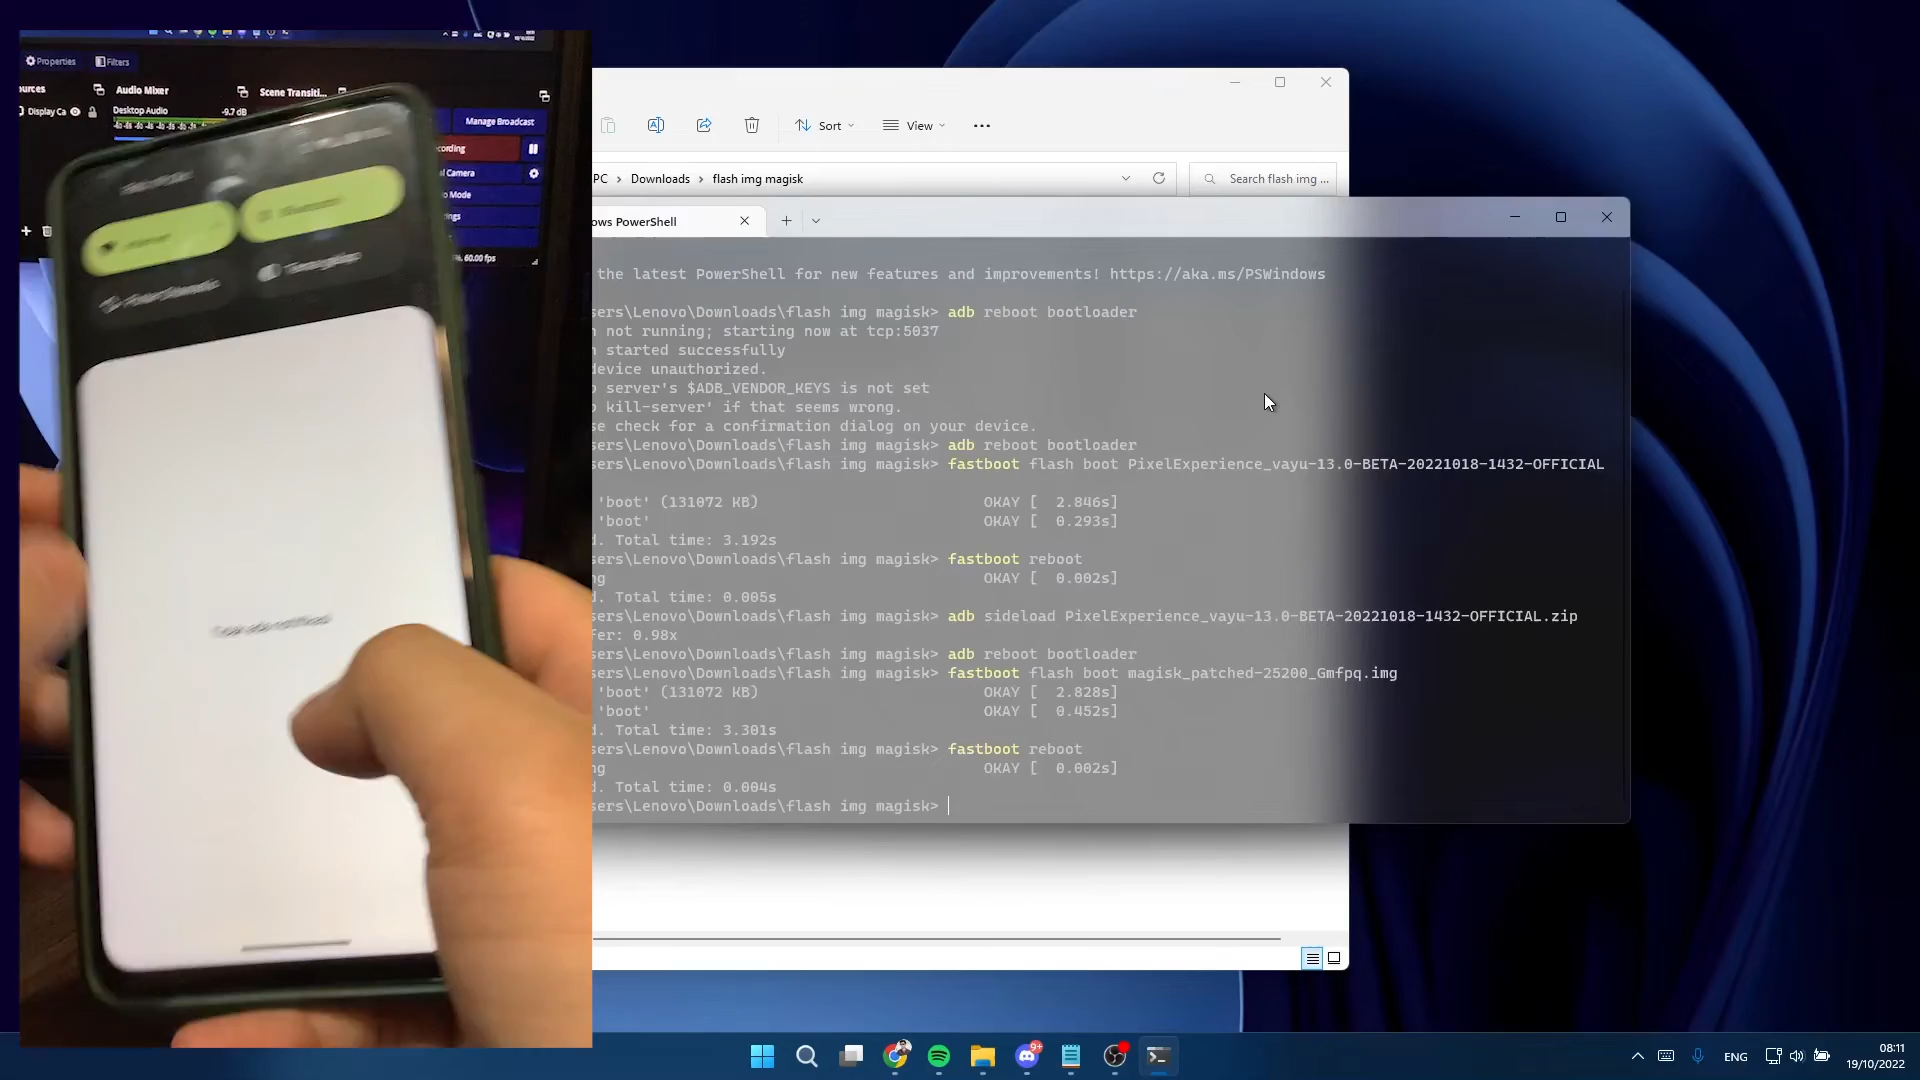 Properties
Filters
ources
Audio Mixer
Scene Transiti...
Display Ca
Desktop Audio
-9.7 dB
Manage Broadcast
cording
al Camera
o Mode
ings
%, 60.00 fps
Sort
View
PC > Downloads > flash img magisk
Search flash img ...
ows PowerShell
the latest PowerShell for new features and improvements! https://aka.ms/PSWindows
sers\Lenovo\Downloads\flash img magisk> adb reboot bootloader
n not running; starting now at tcp:5037
n started successfully
device unauthorized.
b server's $ADB_VENDOR_KEYS is not set
b kill-server' if that seems wrong.
se check for a confirmation dialog on your device.
sers\Lenovo\Downloads\flash img magisk> adb reboot bootloader
sers\Lenovo\Downloads\flash img magisk> fastboot flash boot PixelExperience_vayu-13.0-BETA-20221018-1432-OFFICIAL
'boot' (131072 KB) OKAY [ 2.846s]
'boot' OKAY [ 0.293s]
d. Total time: 3.192s
sers\Lenovo\Downloads\flash img magisk> fastboot reboot
ng OKAY [ 0.002s]
d. Total time: 0.005s
sers\Lenovo\Downloads\flash img magisk> adb sideload PixelExperience_vayu-13.0-BETA-20221018-1432-OFFICIAL.zip
fer: 0.98x
sers\Lenovo\Downloads\flash img magisk> adb reboot bootloader
sers\Lenovo\Downloads\flash img magisk> fastboot flash boot magisk_patched-25200_Gmfpq.img
'boot' (131072 KB) OKAY [ 2.828s]
'boot' OKAY [ 0.452s]
d. Total time: 3.301s
sers\Lenovo\Downloads\flash img magisk> fastboot reboot
ng OKAY [ 0.002s]
d. Total time: 0.004s
sers\Lenovo\Downloads\flash img magisk>
9+
ENG
08:11
19/10/2022